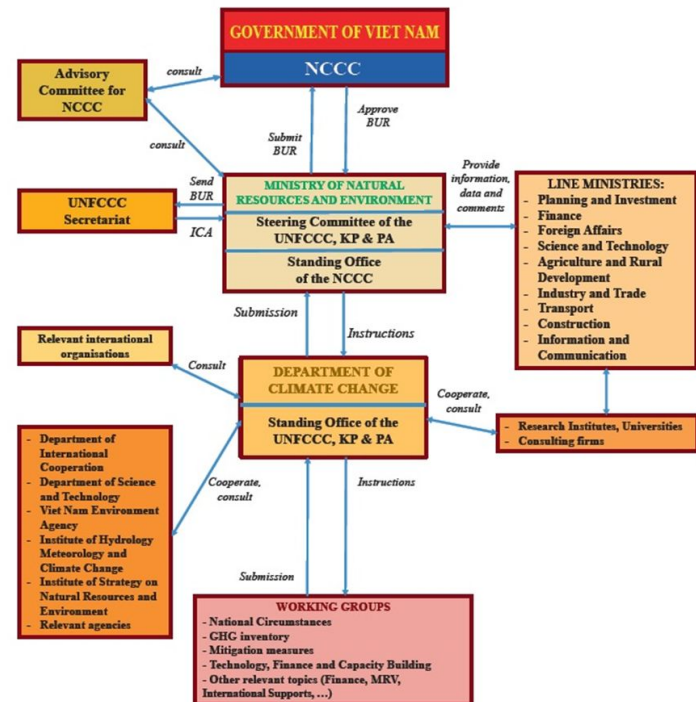 GOVERNMENT OF VIET NAM
NCCC
Advisory
Committee for
NCCC
consult
consult
Submit
BUR
Approve
BUR
Send
BUR
UNFCCC
Secretariat
ICA
MINISTRY OF NATURAL
RESOURCES AND ENVIRONMENT
Steering Committee of the
UNFCCC, KP & PA
Standing Office
of the NCCC
Provide
information,
data and
comments
LINE MINISTRIES:
- Planning and Investment
- Finance
- Foreign Affairs
- Science and Technology
- Agriculture and Rural
Development
- Industry and Trade
- Transport
- Construction
- Information and
Communication
Submission
Instructions
Relevant international
organisations
Consult
DEPARTMENT OF
CLIMATE CHANGE
Standing Office of the
UNFCCC, KP & PA
Cooperate,
consult
- Research Institutes, Universities
- Consulting firms
- Department of
International
Cooperation
- Department of Science
and Technology
- Viet Nam Environment
Agency
- Institute of Hydrology
Meteorology and
Climate Change
- Institute of Strategy on
Natural Resources and
Environment
- Relevant agencies
Cooperate,
consult
Instructions
Submission
WORKING GROUPS
- National Circumstances
- GHG inventory
- Mitigation measures
- Technology, Finance and Capacity Building
- Other relevant topics (Finance, MRV,
International Supports, ...)